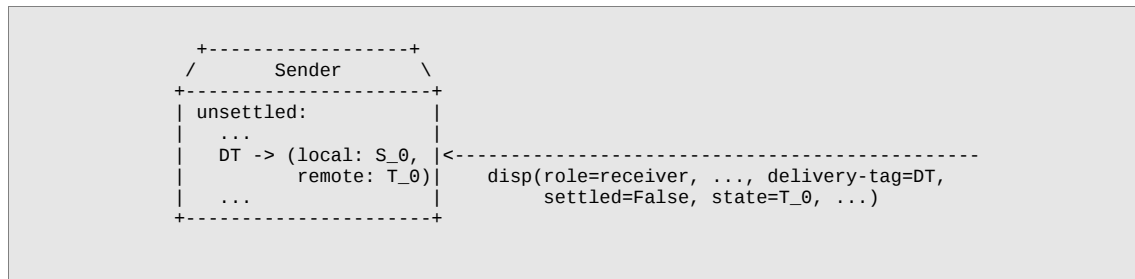 +------------------+
/ Sender \
+----------------------+
| unsettled: |
| ... |
| DT -> (local: S_0, |<-----------------------------------------------
| remote: T_0)| disp(role=receiver, ..., delivery-tag=DT,
| ... | settled=False, state=T_0, ...)
+----------------------+